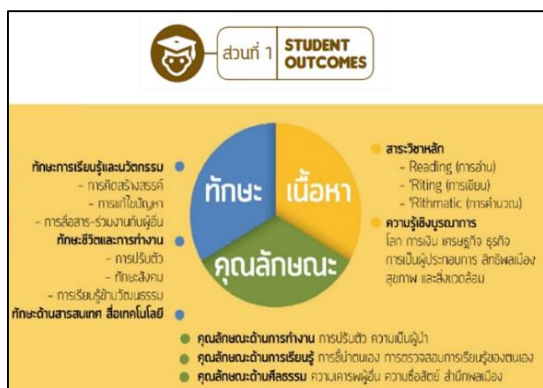 ส่วนที่ 1
STUDENT
OUTCOMES
ทักษะการเรียนรู้และนวัตกรรม
- การคิดสร้างสรรค์
- การแก้ไขปัญหา
- การสื่อสาร-ร่วมงานกับผู้อื่น
ทักษะชีวิตและการทำงาน
- การปรับตัว
- ทักษะสังคม
- การเรียนรู้ข้ามวัฒนธรรม
ทักษะด้านสารสนเทศ สื่อเทคโนโลยี
ทักษะ
เนื้อหา
คุณลักษณะ
สาระวิชาหลัก
- Reading (การอ่าน)
- 'Riting (การเขียน)
- 'Rithmatic (การคำนวณ)
ความรู้เชิงบูรณาการ
โลก การเงิน เศรษฐกิจ ธุรกิจ
การเป็นผู้ประกอบการ สิทธิพลเมือง
สุขภาพ และสิ่งแวดล้อม
คุณลักษณะด้านการทำงาน การปรับตัว ความเป็นผู้นำ
คุณลักษณะด้านการเรียนรู้ การชี้นำตนเอง การตรวจสอบการเรียนรู้ของตนเอง
คุณลักษณะด้านศีลธรรม ความเคารพผู้อื่น ความซื่อสัตย์ สำนึกพลเมือง